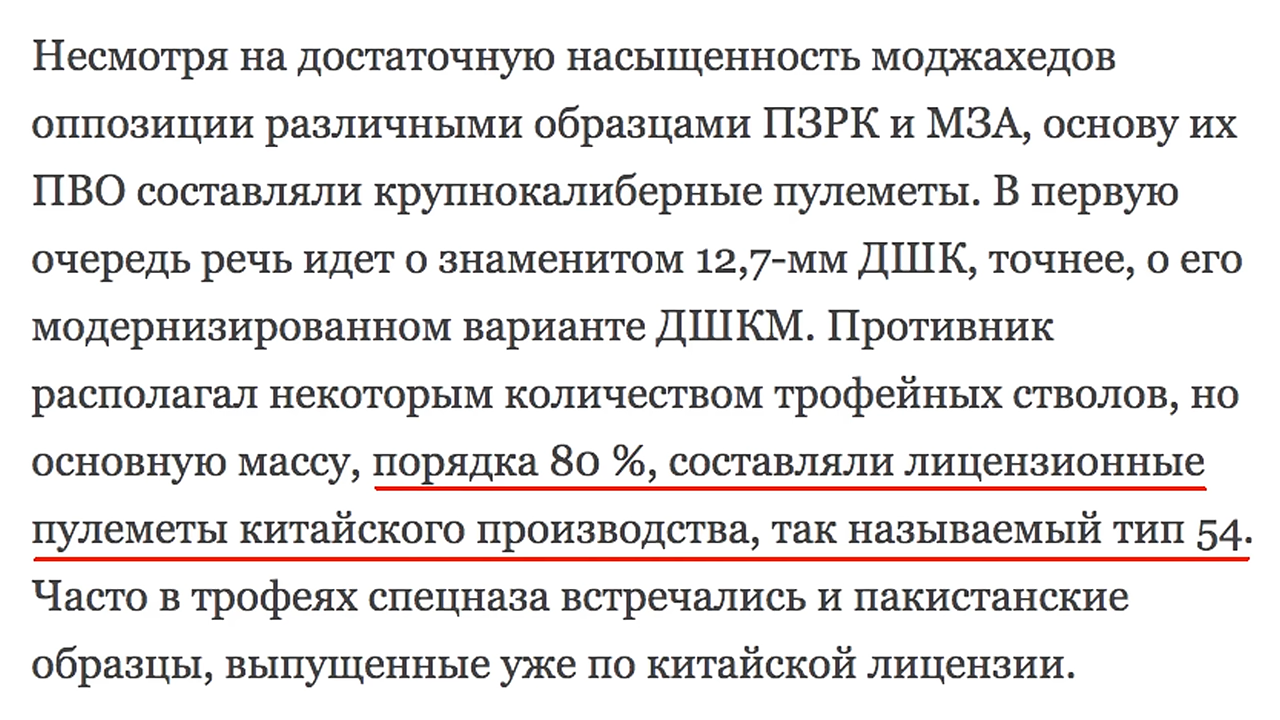 Несмотря на достаточную насыщенность моджахедов
оппозиции различными образцами ПЗРК и МЗА, основу их
ПВО составляли крупнокалиберные пулеметы. В первую
очередь речь идет о знаменитом 12,7-мм ДШК, точнее, о его
модернизированном варианте ДШКМ. Противник
располагал некоторым количеством трофейных стволов, но
основную массу, порядка 80 %, составляли лицензионные
пулеметы китайского производства, так называемый тип 54.
Часто в трофеях спецназа встречались и пакистанские
образцы, выпущенные уже по китайской лицензии.